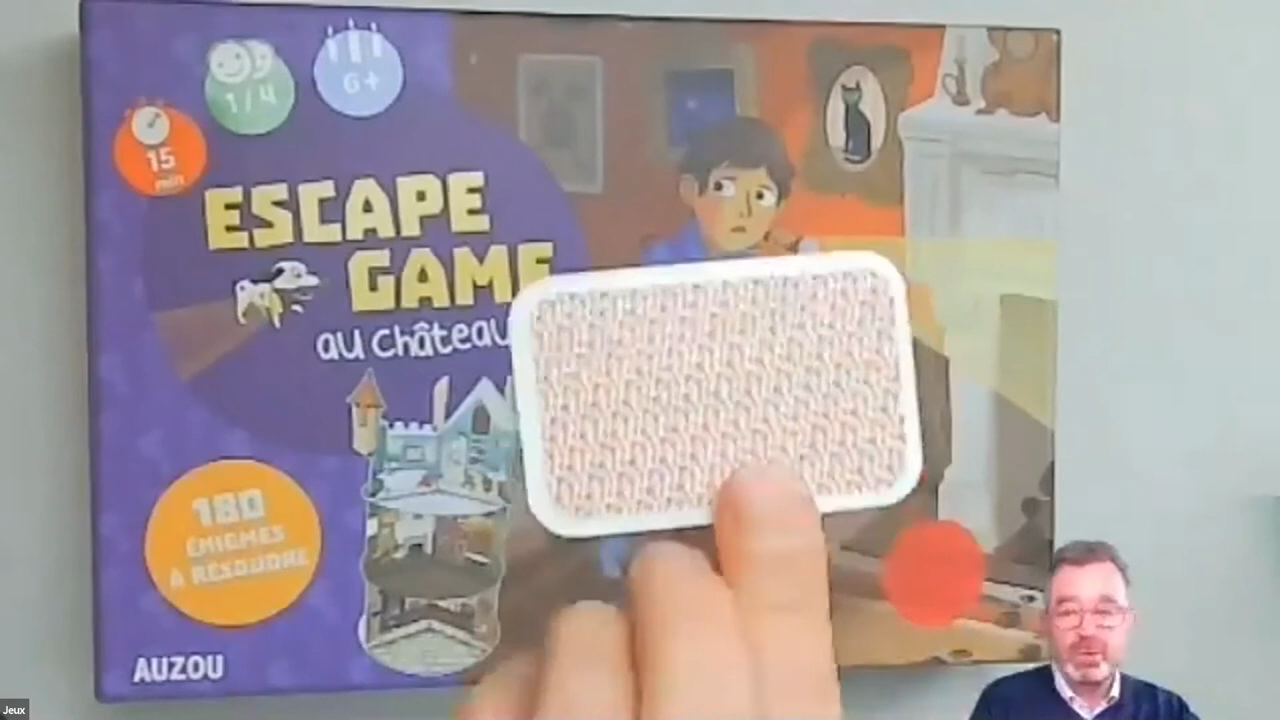 1/4
6+
15
min
ESCAPE
GAME
au château
180
ÉNIGMES
À RÉSOUDRE
AUZOU
Jeux